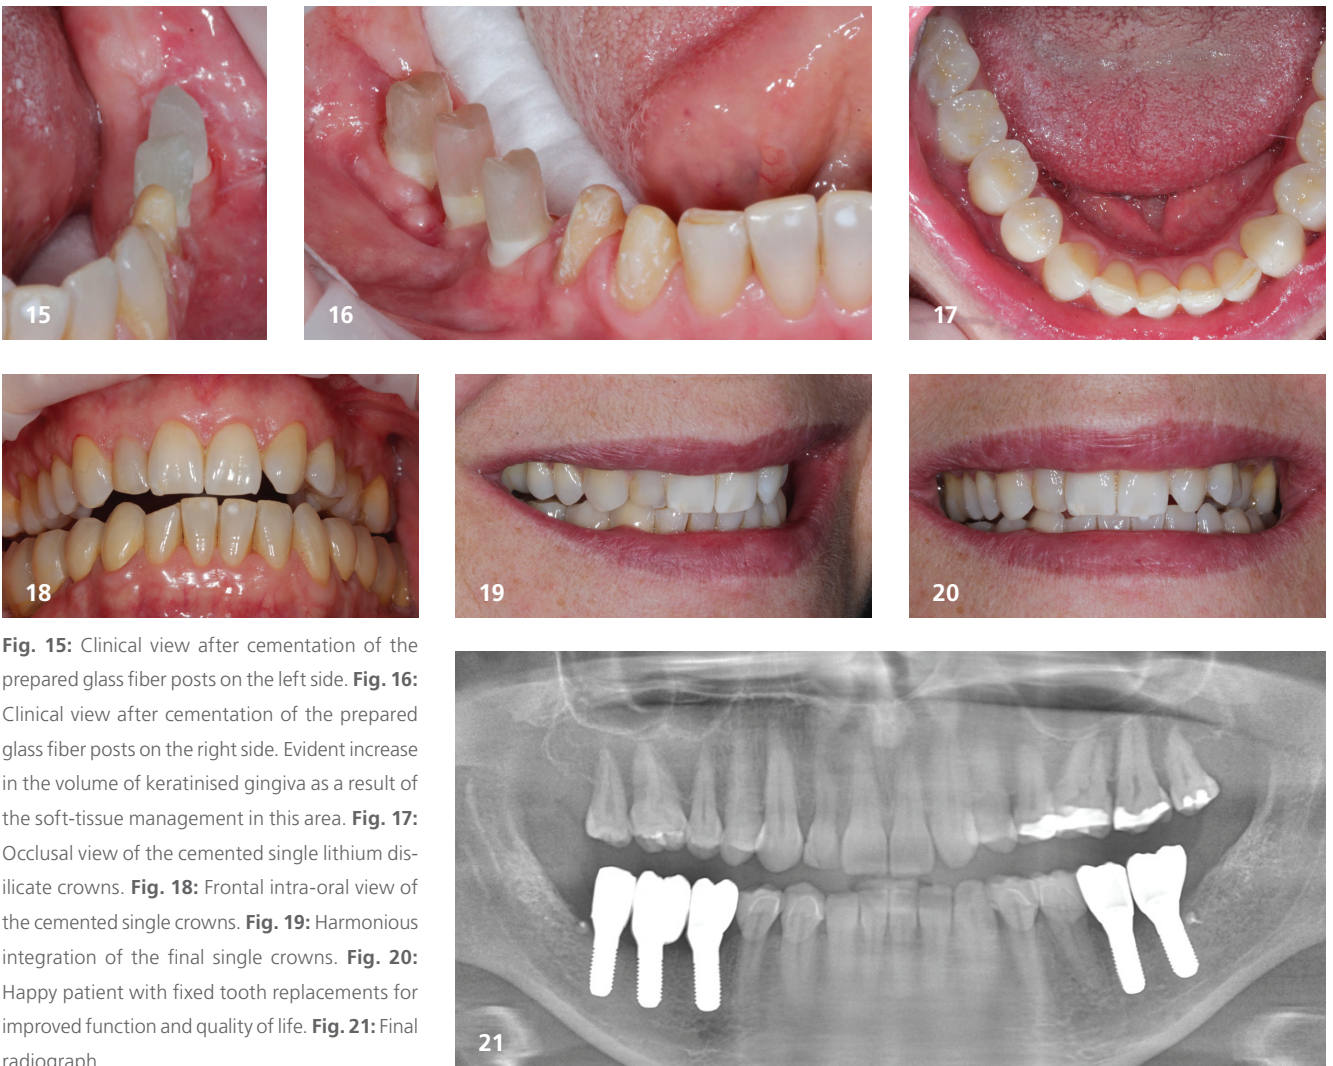 15
16
17
18
19
20
Fig. 15: Clinical view after cementation of the
prepared glass fiber posts on the left side. Fig. 16:
Clinical view after cementation of the prepared
glass fiber posts on the right side. Evident increase
in the volume of keratinised gingiva as a result of
the soft-tissue management in this area. Fig. 17:
Occlusal view of the cemented single lithium dis-
ilicate crowns. Fig. 18: Frontal intra-oral view of
the cemented single crowns. Fig. 19: Harmonious
integration of the final single crowns. Fig. 20:
Happy patient with fixed tooth replacements for
improved function and quality of life. Fig. 21: Final
radiograph
21